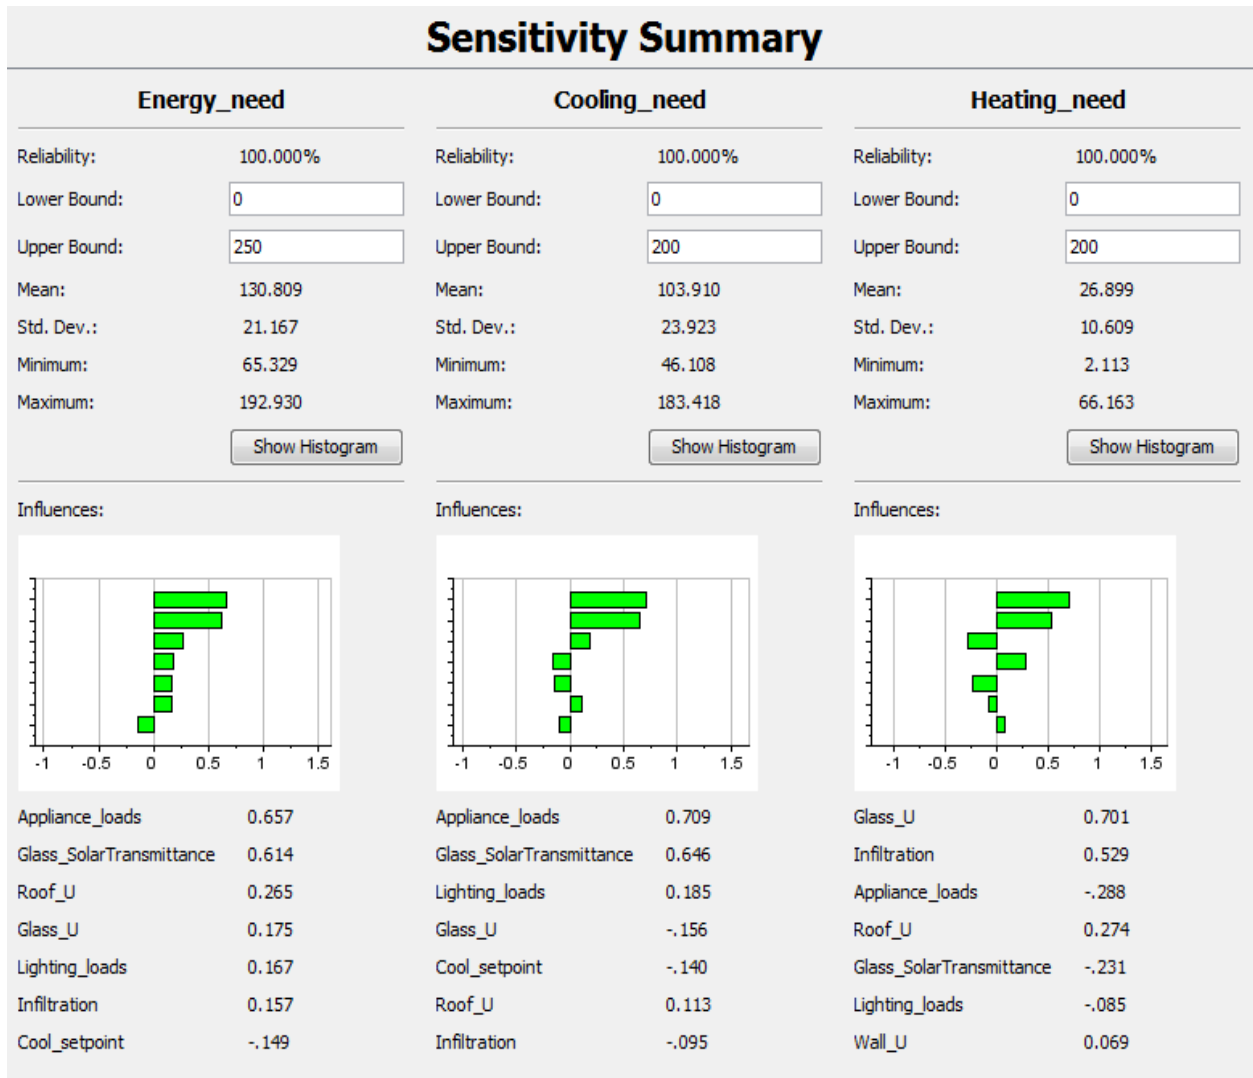 Sensitivity Summary
Energy_need Cooling_need Heating_need
Reliability: 100.000% Reliability: 100.000% Reliability: 100.000%
Lower Bound: 0 Lower Bound: 0 Lower Bound: 0
Upper Bound: 250 Upper Bound: 200 Upper Bound: 200
Mean: 130.809 Mean: 103.910 Mean: 26.899
Std. Dev.: 21.167 Std. Dev.: 23.923 Std. Dev.: 10.609
Minimum: 65.329 Minimum: 46.108 Minimum: 2.113
Maximum: 192.930 Maximum: 183.418 Maximum: 66.163
Show Histogram Show Histogram Show Histogram
Influences: Influences: Influences:
-1 -0.5 0 0.5 1 1.5 -1 -0.5 0 0.5 1 1.5 -1 -0.5 0 0.5 1 1.5
Appliance_loads 0.657 Appliance_loads 0.709 Glass_U 0.701
Glass_SolarTransmittance 0.614 Glass_SolarTransmittance 0.646 Infiltration 0.529
Roof_U 0.265 Lighting_loads 0.185 Appliance_loads -.288
Glass_U 0.175 Glass_U -.156 Roof_U 0.274
Lighting_loads 0.167 Cool_setpoint -.140 Glass_SolarTransmittance -.231
Infiltration 0.157 Roof_U 0.113 Lighting_loads -.085
Cool_setpoint -.149 Infiltration -.095 Wall_U 0.069